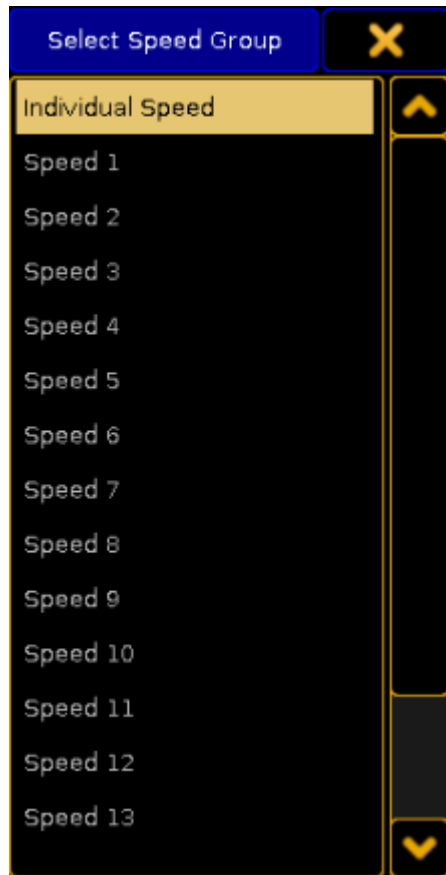 Select Speed Group
Individual Speed
Speed 1
Speed 2
Speed 3
Speed 4
Speed 5
Speed 6
Speed 7
Speed 8
Speed 9
Speed 10
Speed 11
Speed 12
Speed 13